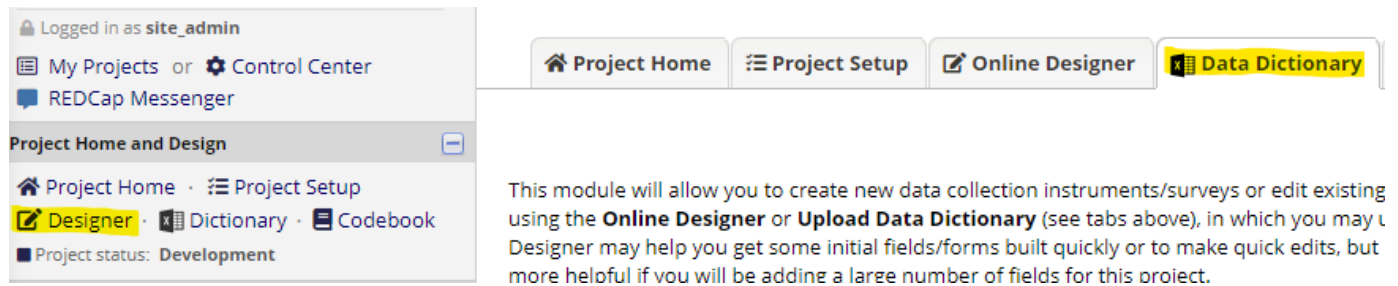 Logged in as site_admin
My Projects or Control Center
REDCap Messenger
Project Home and Design
Project Home · Project Setup
Designer · Dictionary · Codebook
Project status: Development
Project Home
Project Setup
Online Designer
Data Dictionary
This module will allow you to create new data collection instruments/surveys or edit existing
using the Online Designer or Upload Data Dictionary (see tabs above), in which you may
Designer may help you get some initial fields/forms built quickly or to make quick edits, but
more helpful if you will be adding a large number of fields for this project.